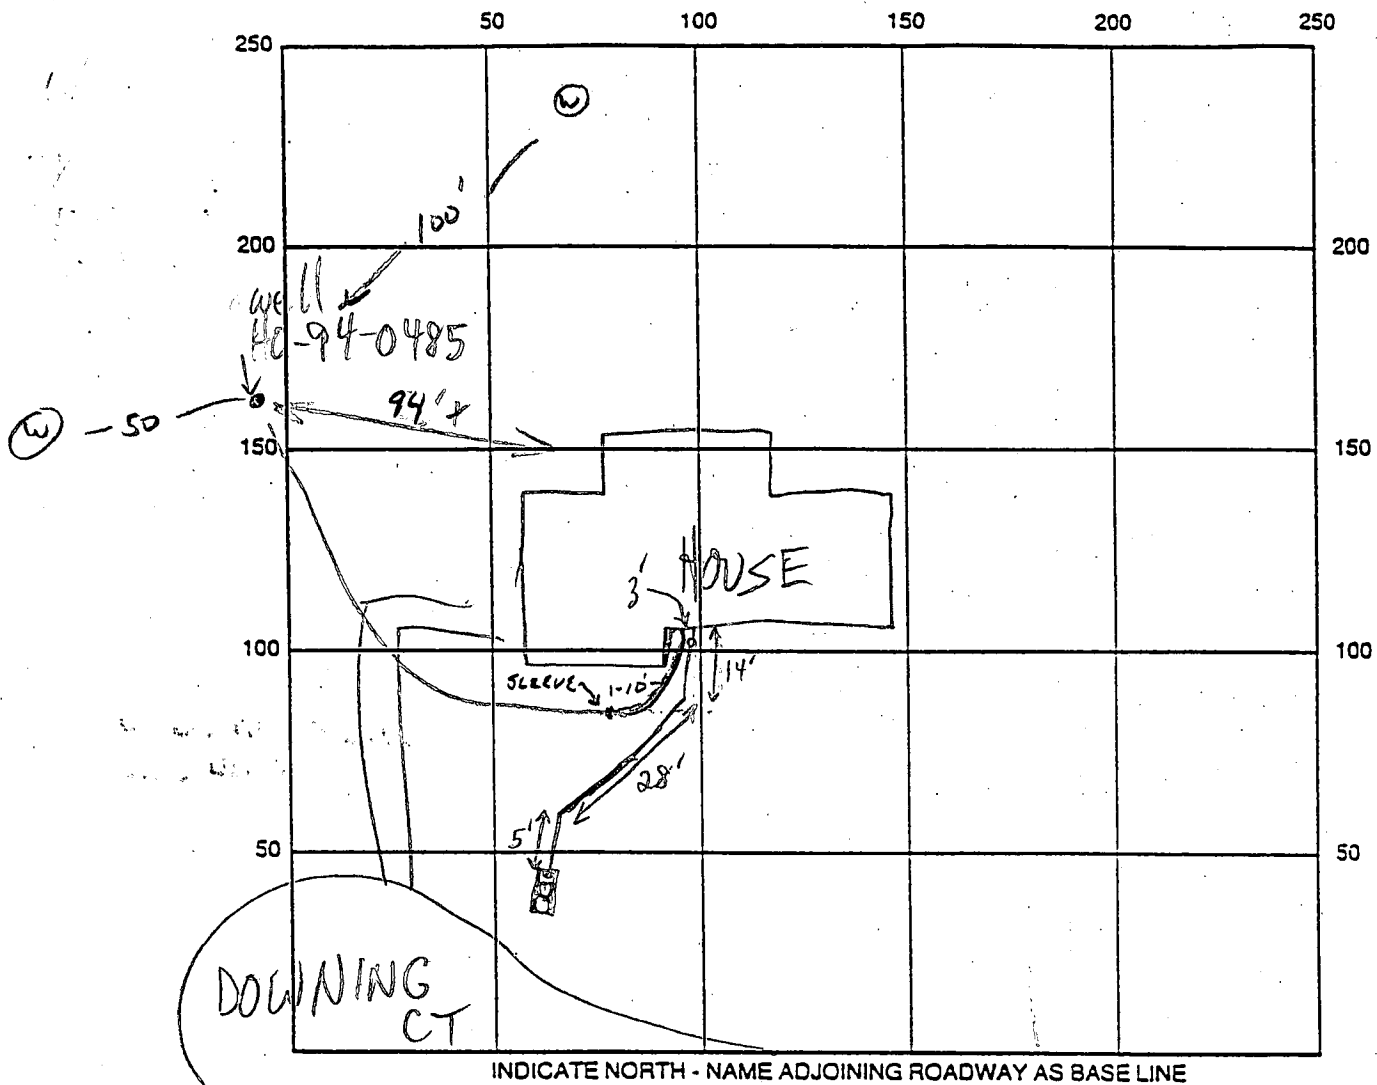 50 100 150 200 250
250
W
100'
200 200
well
HO-94-0485
94'±
W - 50
150 150
HOUSE
3'
100 100
14'
SLEEVE 1-10'
28'
5'
50 50
DOWNING
CT
INDICATE NORTH - NAME ADJOINING ROADWAY AS BASE LINE